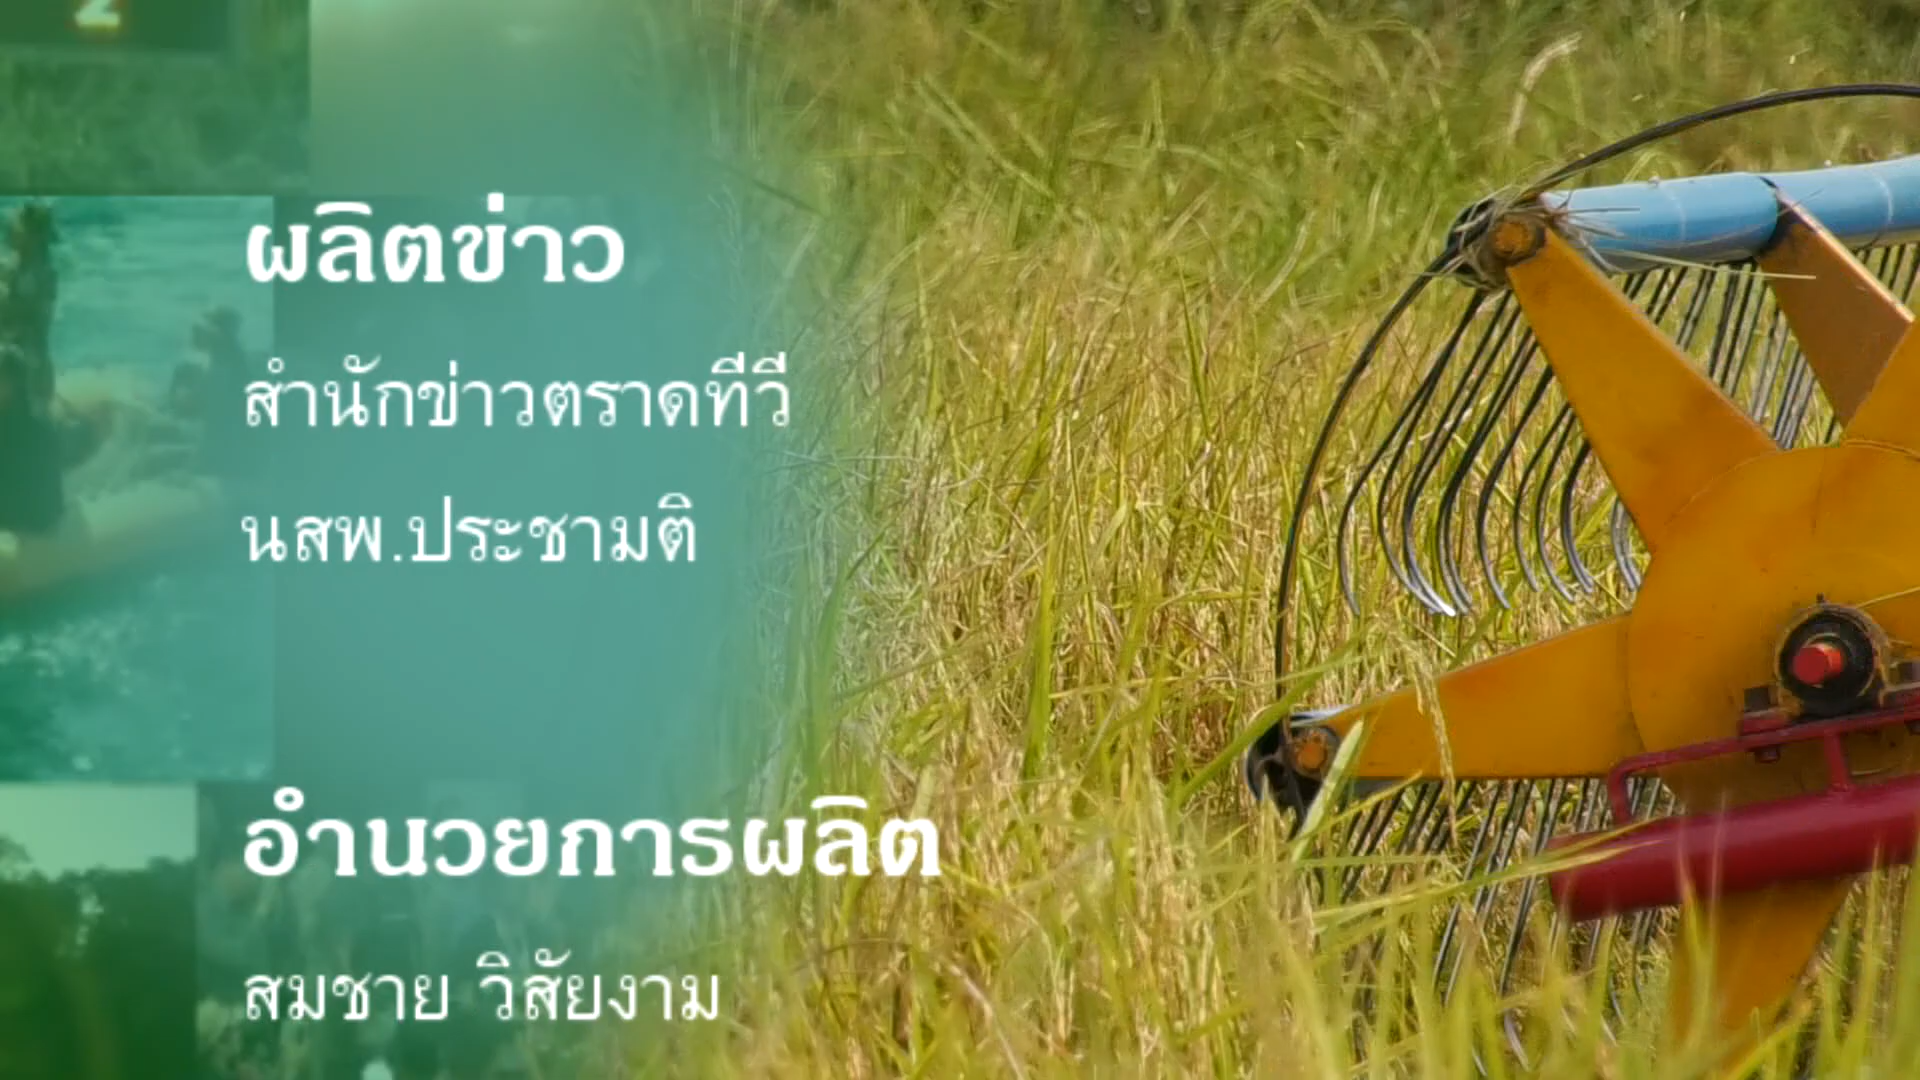 ผลิตข่าว
สำนักข่าวตราดทีวี
นสพ.ประชามติ
อำนวยการผลิต
สมชาย วิสัยงาม